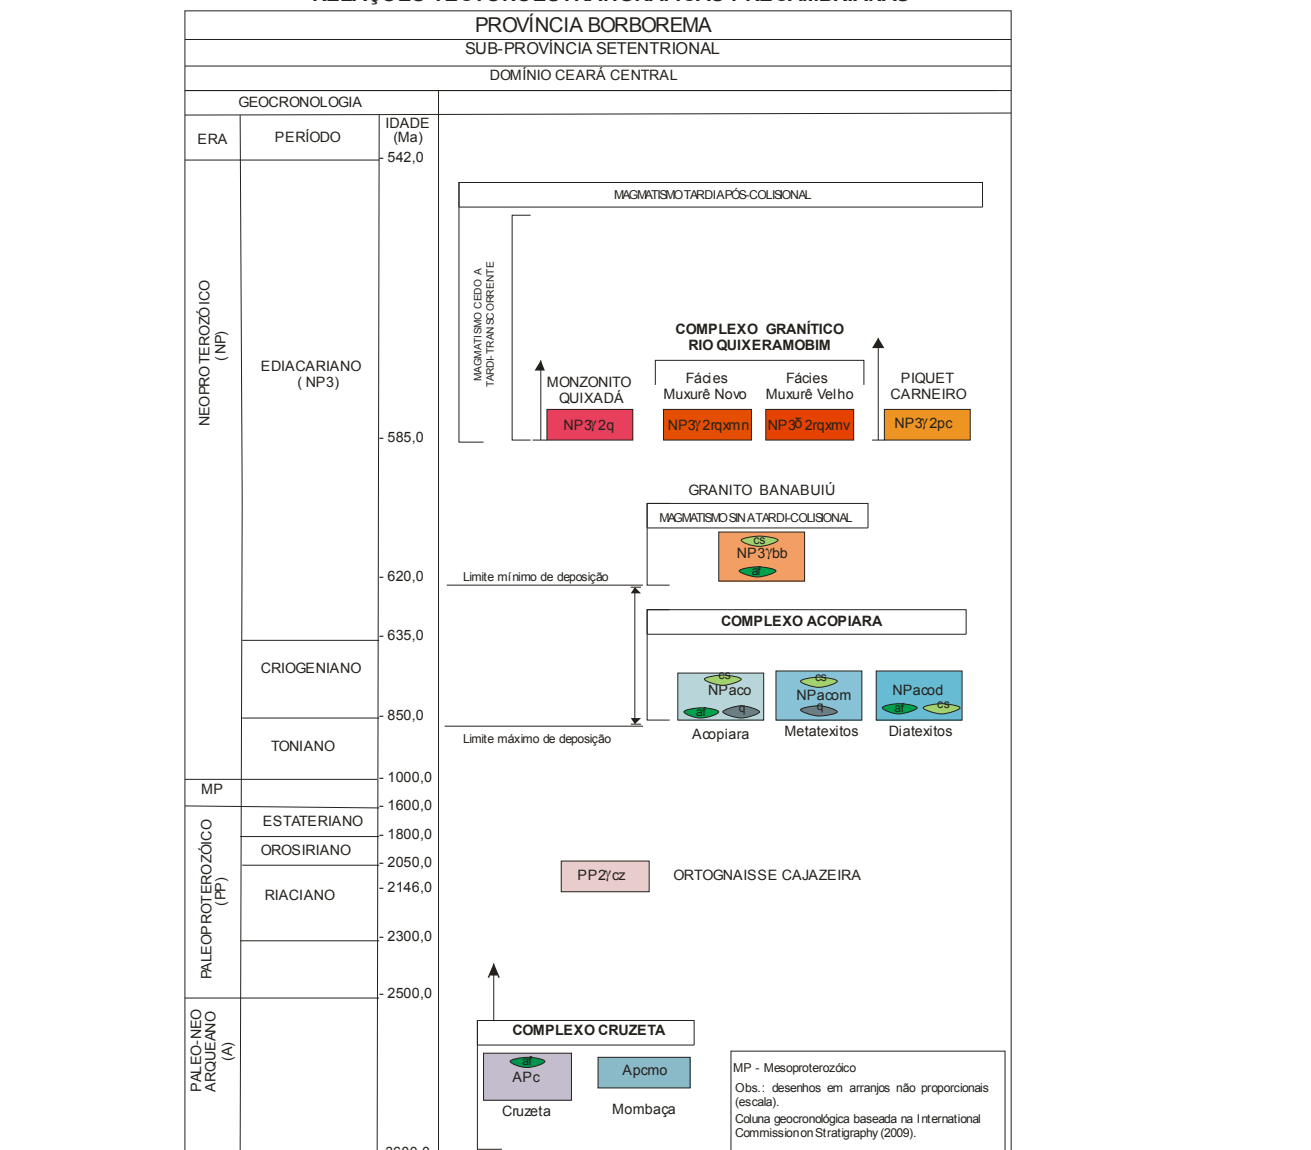 RELAÇÕES TECTONOESTRATIGRÁFICAS PRÉCAMBRIANAS
PROVÍNCIA BORBOREMA
SUB-PROVÍNCIA SETENTRIONAL
DOMÍNIO CEARÁ CENTRAL
GEOCRONOLOGIA
ERA
PERÍODO
IDADE
(Ma)
- 542,0
MAGMATISMO TARDI A PÓS-COLISIONAL
MAGMATISMO CEDO A
TARDI-TRANSCORRENTE
NEOPROTEROZÓICO
(NP)
EDIACARIANO
( NP3)
COMPLEXO GRANÍTICO
RIO QUIXERAMOBIM
MONZONITO
QUIXADÁ
Fácies
Muxurê Novo
Fácies
Muxurê Velho
PIQUET
CARNEIRO
NP3γ2q
NP3γ2rqxmn
NP3δ2rqxmv
NP3γ2pc
- 585,0
GRANITO BANABUIÚ
MAGMATISMO SIN A TARDI-COLISIONAL
cs
NP3γbb
af
- 620,0
Limite mínimo de deposição
COMPLEXO ACOPIARA
- 635,0
CRIOGENIANO
cs
NPaco
af
q
cs
NPacom
q
NPacod
af
cs
Acopiara
Metatexitos
Diatexitos
- 850,0
Limite máximo de deposição
TONIANO
- 1000,0
MP
- 1600,0
ESTATERIANO
- 1800,0
OROSIRIANO
- 2050,0
PALEOPROTEROZÓICO
(PP)
RIACIANO
- 2146,0
PP2γcz
ORTOGNAISSE CAJAZEIRA
- 2300,0
- 2500,0
PALEO-NEO
ARQUEANO
(A)
COMPLEXO CRUZETA
af
APc
Apcmo
Cruzeta
Mombaça
MP - Mesoproterozóico
Obs.: desenhos em arranjos não proporcionais
(escala).
Coluna geocronológica baseada na International
Commission on Stratigraphy (2009).